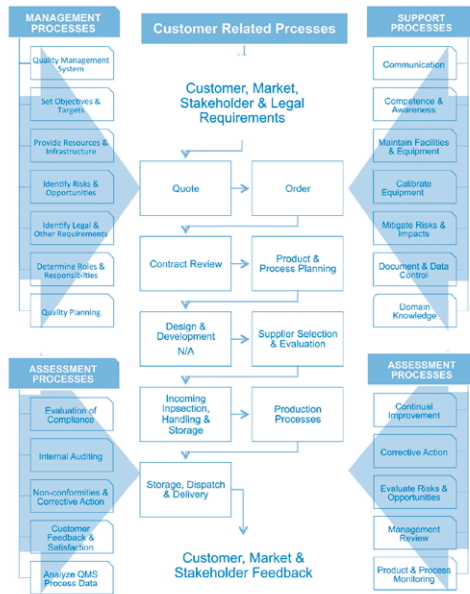 MANAGEMENT
PROCESSES
Quality Management
System
Set Objectives &
Targets
Provide Resources &
Infrastructure
Identify Risks &
Opportunities
Identify Legal &
Other Requirements
Determine Roles &
Responsibilties
Quality Planning
Customer Related Prcesses
Customer, Market,
Stakeholder & Legal
Requirements
Quote
Order
Contract Review
Product &
Process Planning
Design &
Development
N/A
Supplier Selection
& Evaluation
Incoming
Inpsection,
Handling &
Storage
Production
Processes
Storage, Dispatch
& Delivery
Customer, Market &
Stakeholder Feedback
SUPPORT
PROCESSES
Communication
Competence &
Awareness
Maintain Facilities
& Equipment
Calibrate
Equipment
Mitigate Risks &
Impacts
Document & Data
Control
Domain
Knowledge
ASSESSMENT
PROCESSES
Evaluation of
Compliance
Internal Auditing
Non-conformities &
Corrective Action
Customer
Feedback &
Satisfaction
Analyze QMS
Process Data
ASSESSMENT
PROCESSES
Continual
Improvement
Corrective Action
Evaluate Risks &
Opportunities
Management
Review
Product & Process
Monitoring